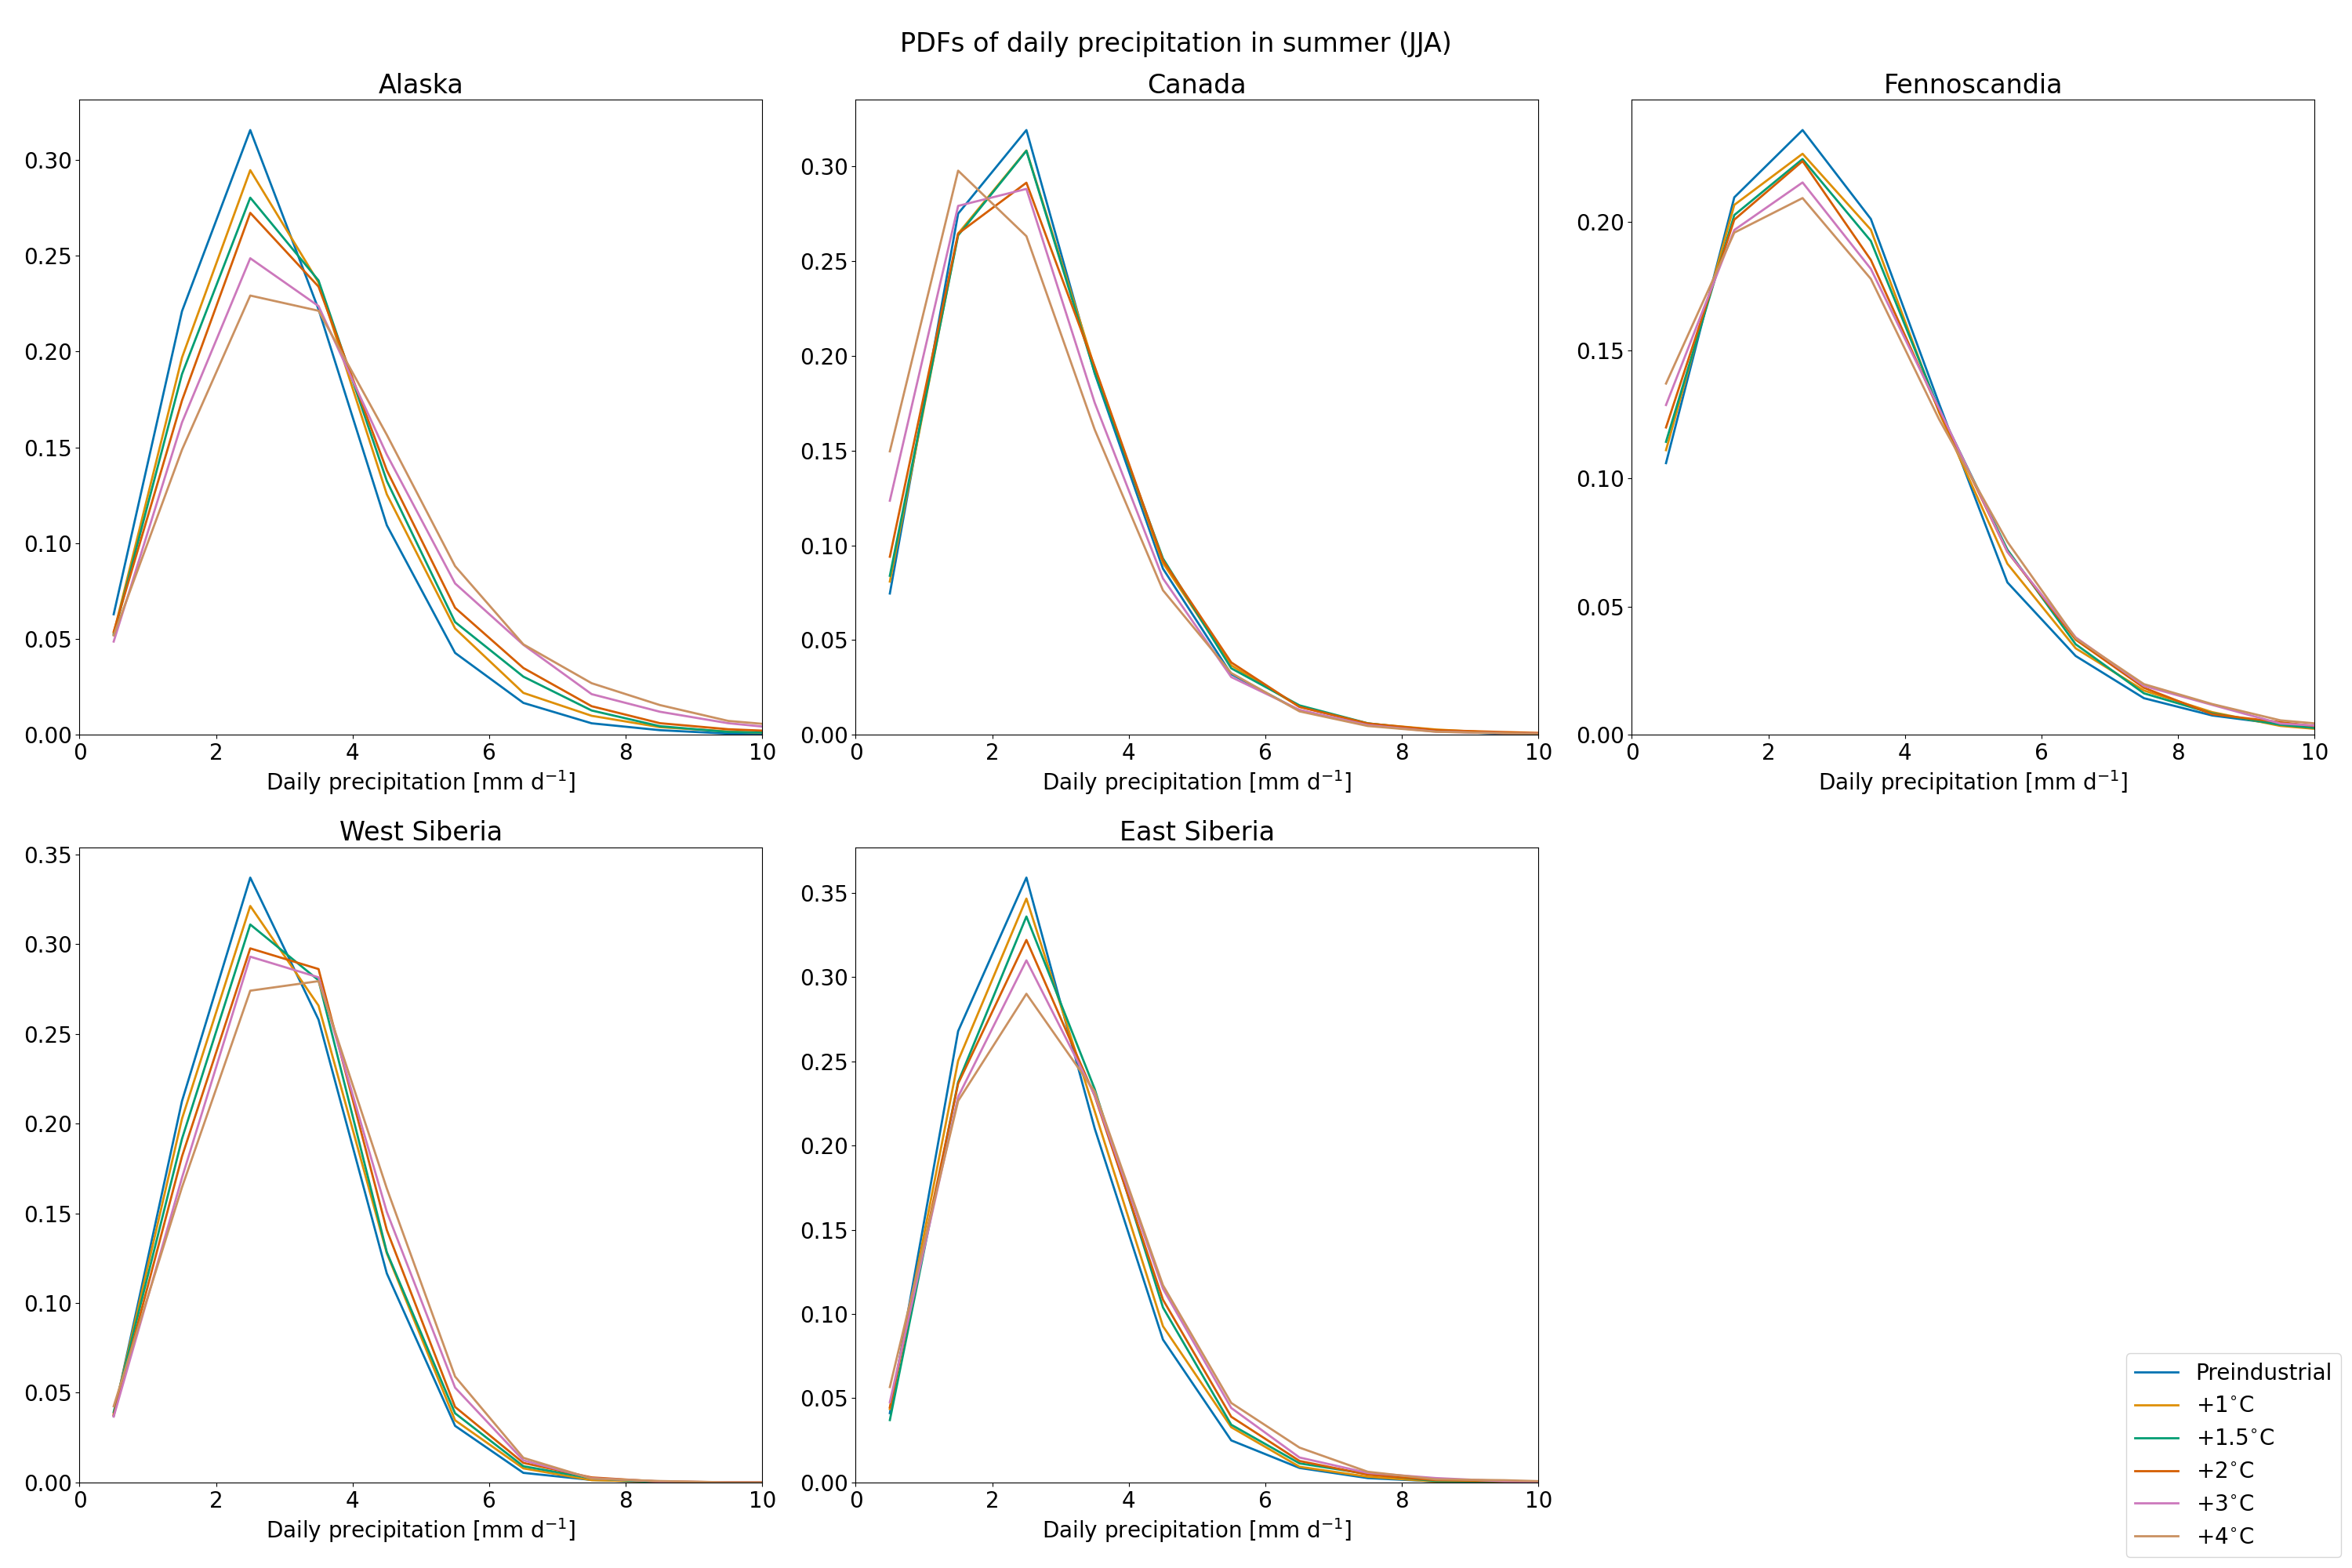 PDFs of daily precipitation in summer (JJA)
Alaska
0.30
0.25
0.20
0.15
0.10
0.05
0.00
0 2 4 6 8 10
Daily precipitation [mm d⁻¹]
Canada
0.30
0.25
0.20
0.15
0.10
0.05
0.00
0 2 4 6 8 10
Daily precipitation [mm d⁻¹]
Fennoscandia
0.20
0.15
0.10
0.05
0.00
0 2 4 6 8 10
Daily precipitation [mm d⁻¹]
West Siberia
0.35
0.30
0.25
0.20
0.15
0.10
0.05
0.00
0 2 4 6 8 10
Daily precipitation [mm d⁻¹]
East Siberia
0.35
0.30
0.25
0.20
0.15
0.10
0.05
0.00
0 2 4 6 8 10
Daily precipitation [mm d⁻¹]
Preindustrial
+1°C
+1.5°C
+2°C
+3°C
+4°C